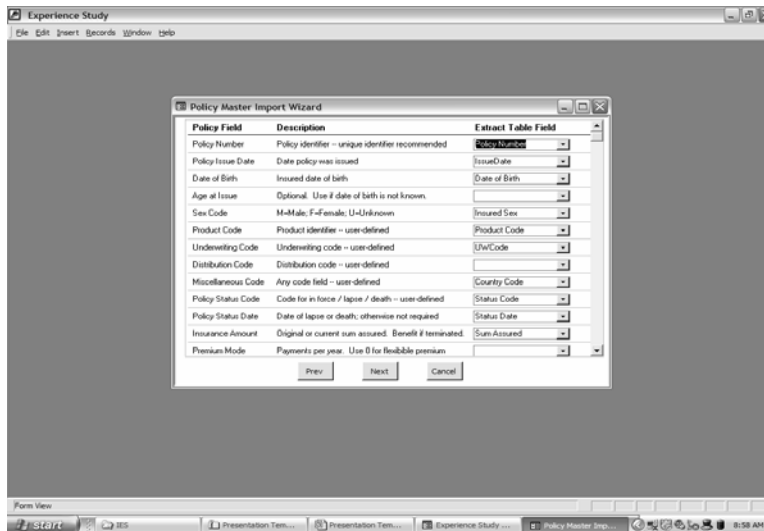 Experience Study
File Edit Insert Records Window Help
Policy Master Import Wizard
Policy Field Description Extract Table Field
Policy Number Policy identifier -- unique identifier recommended Policy Number
Policy Issue Date Date policy was issued IssueDate
Date of Birth Insured date of birth Date of Birth
Age at Issue Optional. Use if date of birth is not known.
Sex Code M=Male; F=Female; U=Unknown Insured Sex
Product Code Product identifier -- user-defined Product Code
Underwriting Code Underwriting code -- user-defined UWCode
Distribution Code Distribution code -- user-defined
Miscellaneous Code Any code field -- user-defined Country Code
Policy Status Code Code for in force / lapse / death -- user-defined Status Code
Policy Status Date Date of lapse or death; otherwise not required Status Date
Insurance Amount Original or current sum assured. Benefit if terminated. Sum Assured
Premium Mode Payments per year. Use 0 for flexibible premium
Prev Next Cancel
Form View
start IES Presentation Tem... Presentation Tem... Experience Study ... Policy Master Imp... 8:58 AM